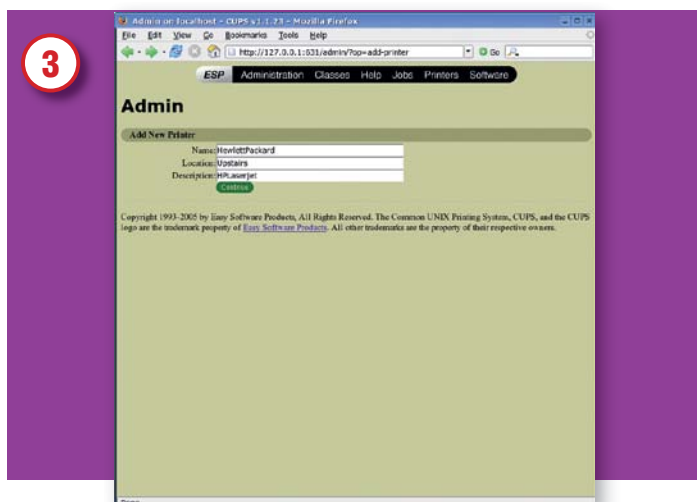 3
Admin on localhost - CUPS v1.1.23 - Mozilla Firefox
File Edit View Go Bookmarks Tools Help
http://127.0.0.1:631/admin/?op=add-printer Go
ESP Administration Classes Help Jobs Printers Software
Admin
Add New Printer
Name: HewlettPackard
Location: Upstairs
Description: HPLaserjet
Continue
Copyright 1993-2005 by Easy Software Products, All Rights Reserved. The Common UNIX Printing System, CUPS, and the CUPS
logo are the trademark property of Easy Software Products. All other trademarks are the property of their respective owners.